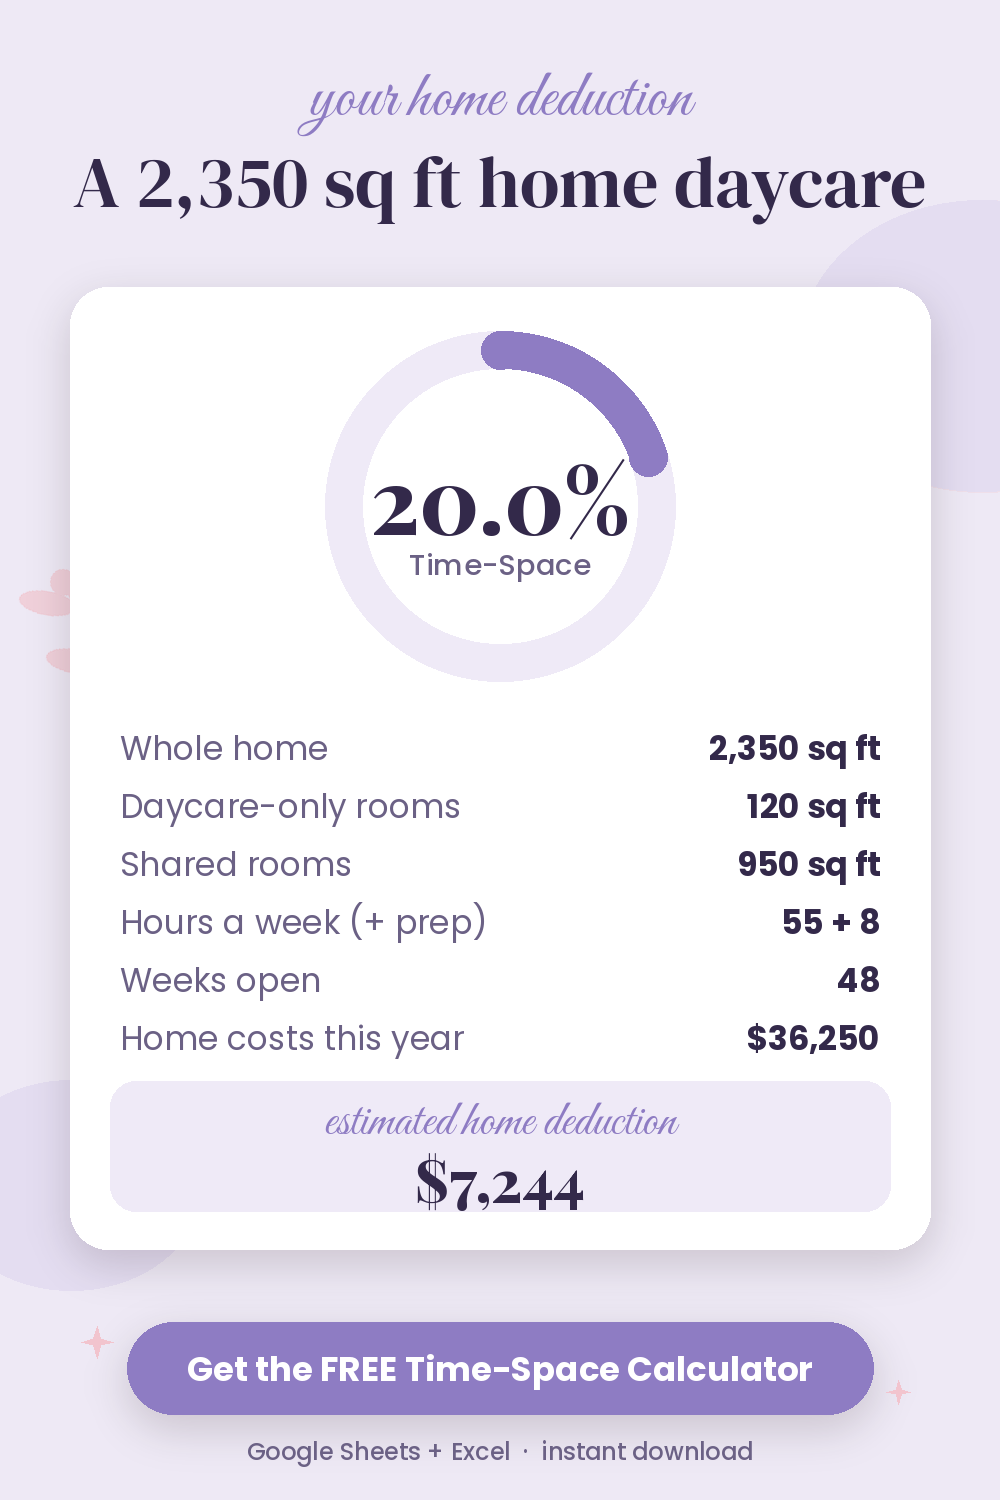 your home deduction
A 2,350 sq ft home daycare
20.0%
Time-Space
Whole home 2,350 sq ft
Daycare-only rooms 120 sq ft
Shared rooms 950 sq ft
Hours a week (+ prep) 55 + 8
Weeks open 48
Home costs this year $36,250
estimated home deduction
$7,244
Get the FREE Time-Space Calculator
Google Sheets + Excel · instant download